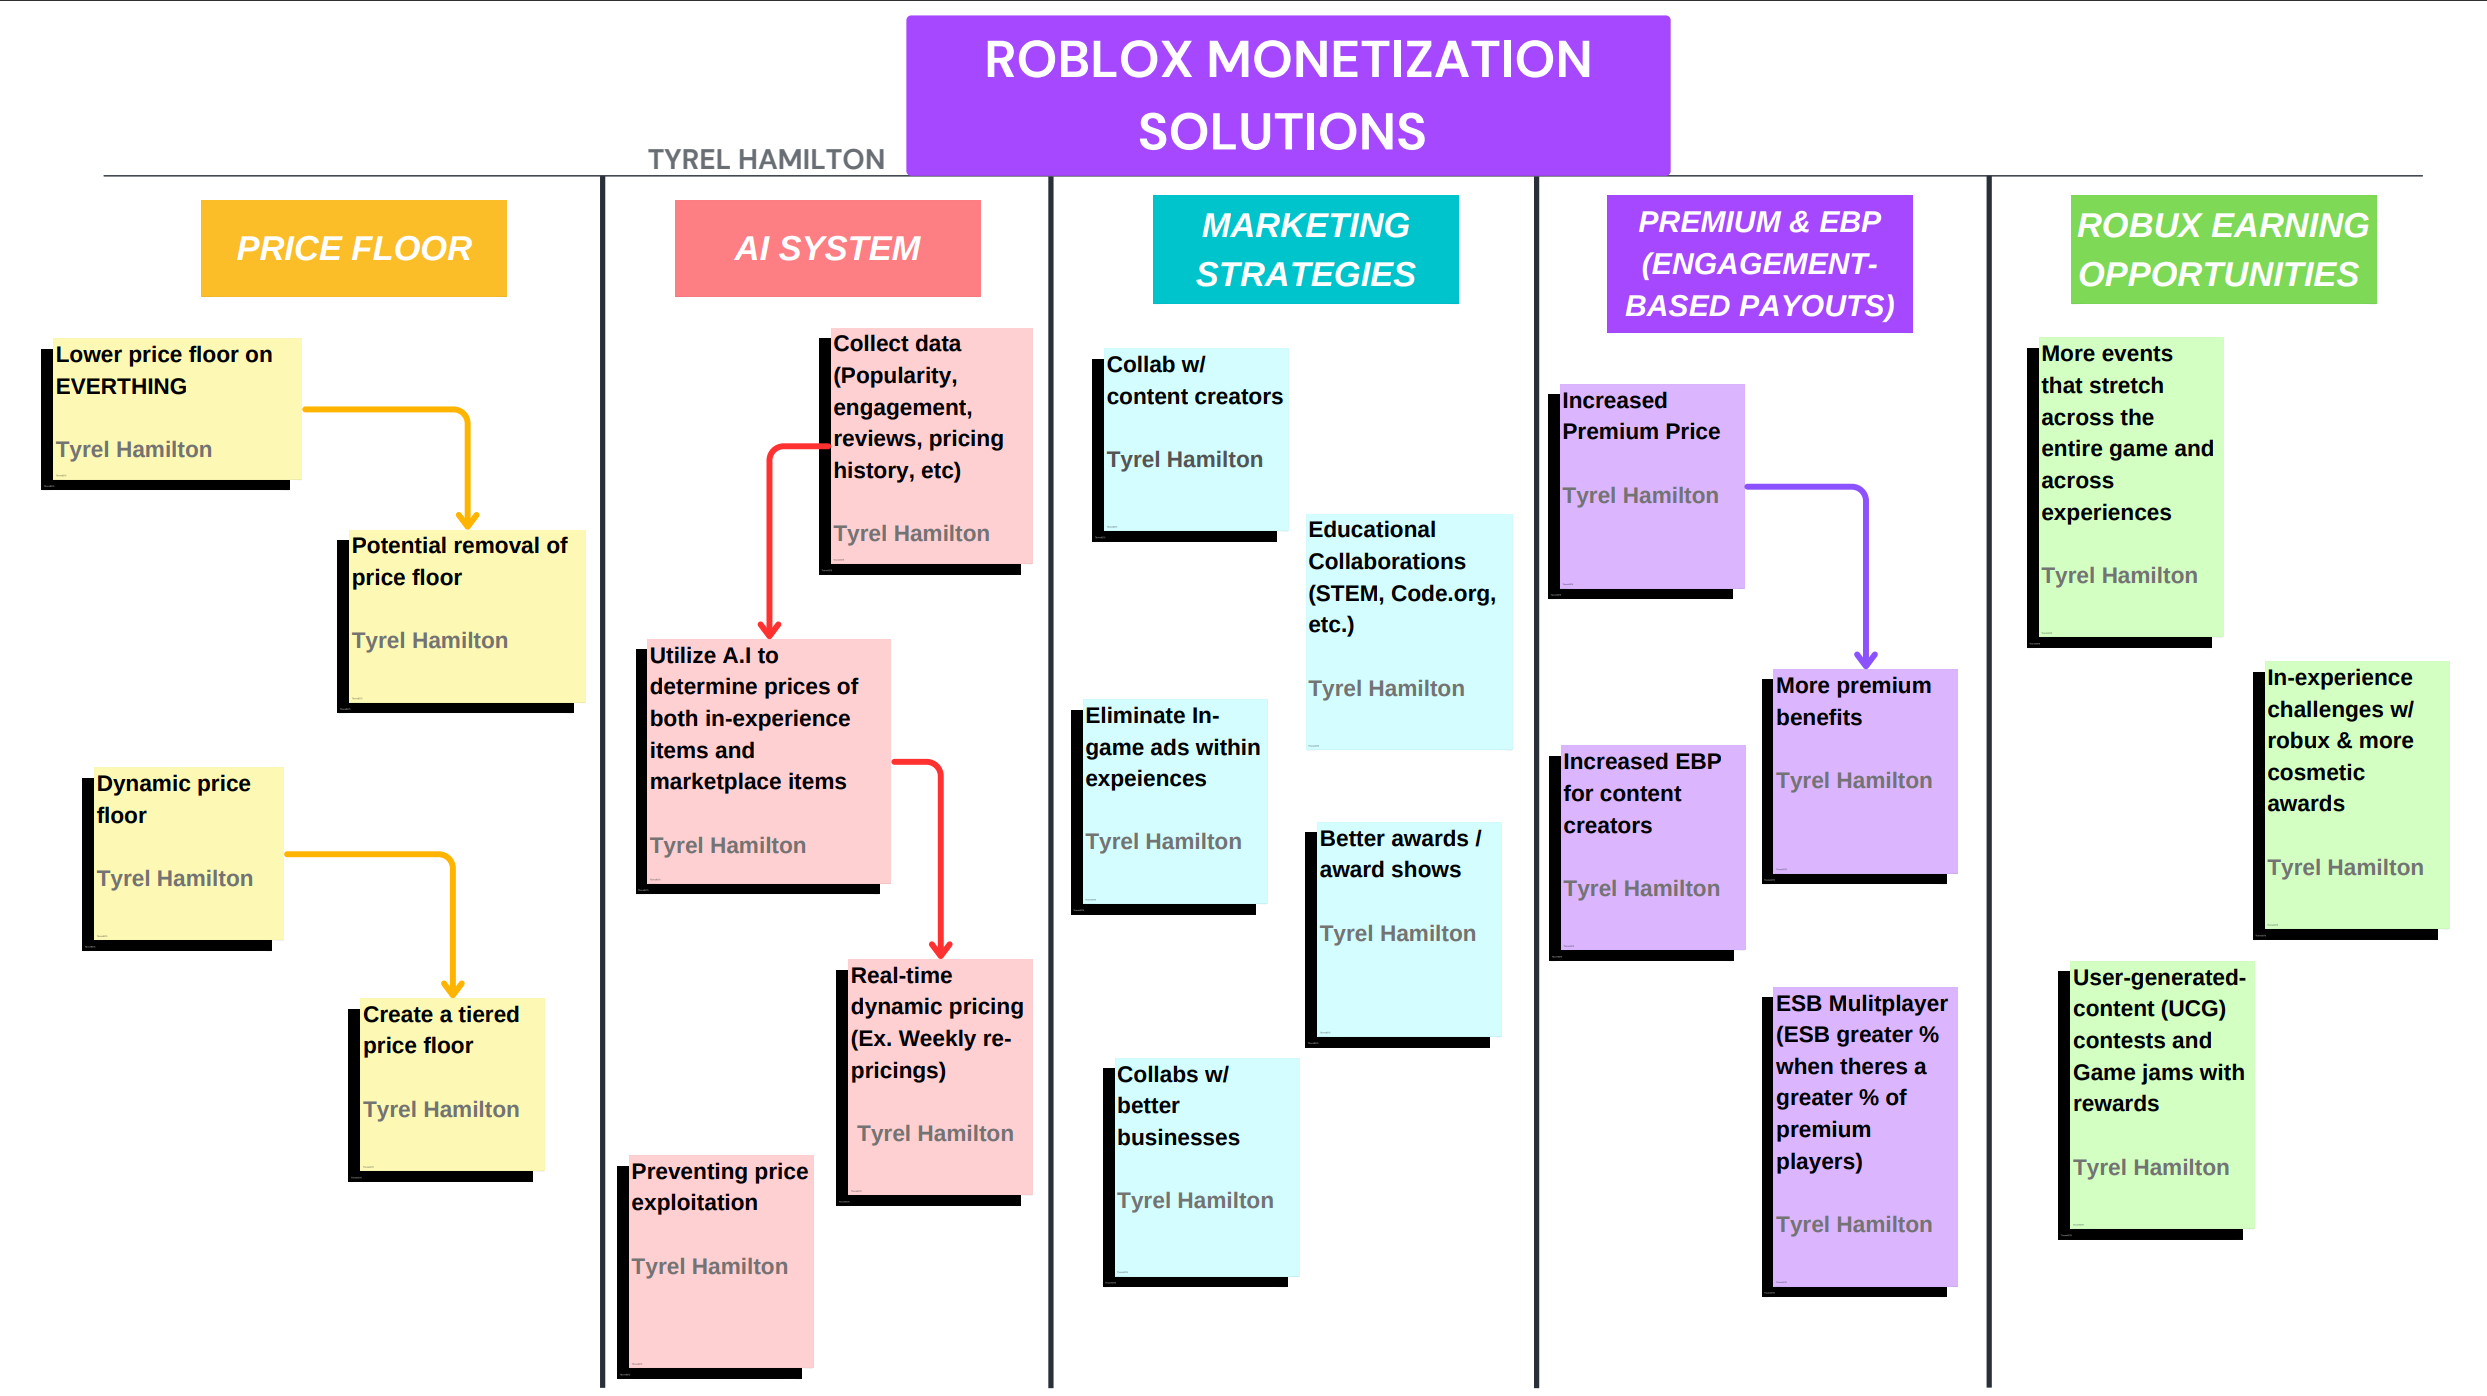 ROBLOX MONETIZATION
SOLUTIONS
TYREL HAMILTON
PRICE FLOOR
Lower price floor on
EVERTHING
Tyrel Hamilton
Potential removal of
price floor
Tyrel Hamilton
Dynamic price
floor
Tyrel Hamilton
Create a tiered
price floor
Tyrel Hamilton
AI SYSTEM
Collect data
(Popularity,
engagement,
reviews, pricing
history, etc)
Tyrel Hamilton
Utilize A.I to
determine prices of
both in-experience
items and
marketplace items
Tyrel Hamilton
Real-time
dynamic pricing
(Ex. Weekly re-
pricings)
Tyrel Hamilton
Preventing price
exploitation
Tyrel Hamilton
MARKETING
STRATEGIES
Collab w/
content creators
Tyrel Hamilton
Educational
Collaborations
(STEM, Code.org,
etc.)
Tyrel Hamilton
Eliminate In-
game ads within
expeiences
Tyrel Hamilton
Better awards /
award shows
Tyrel Hamilton
Collabs w/
better
businesses
Tyrel Hamilton
PREMIUM & EBP
(ENGAGEMENT-
BASED PAYOUTS)
Increased
Premium Price
Tyrel Hamilton
More premium
benefits
Tyrel Hamilton
Increased EBP
for content
creators
Tyrel Hamilton
ESB Mulitplayer
(ESB greater %
when theres a
greater % of
premium
players)
Tyrel Hamilton
ROBUX EARNING
OPPORTUNITIES
More events
that stretch
across the
entire game and
across
experiences
Tyrel Hamilton
In-experience
challenges w/
robux & more
cosmetic
awards
Tyrel Hamilton
User-generated-
content (UCG)
contests and
Game jams with
rewards
Tyrel Hamilton